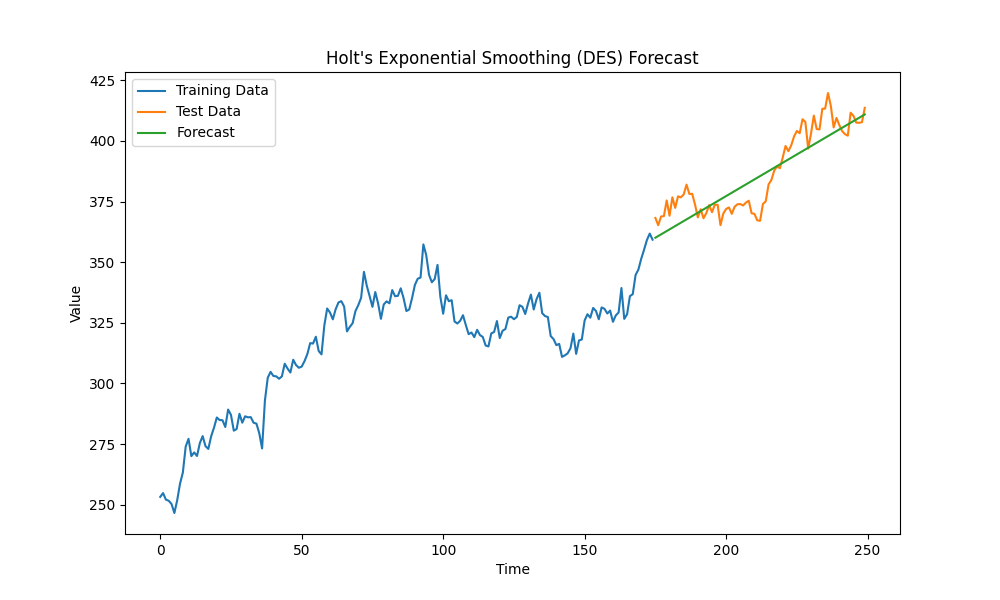 Holt's Exponential Smoothing (DES) Forecast
Training Data
Test Data
Forecast
425
400
375
350
325
300
275
250
Value
0 50 100 150 200 250
Time